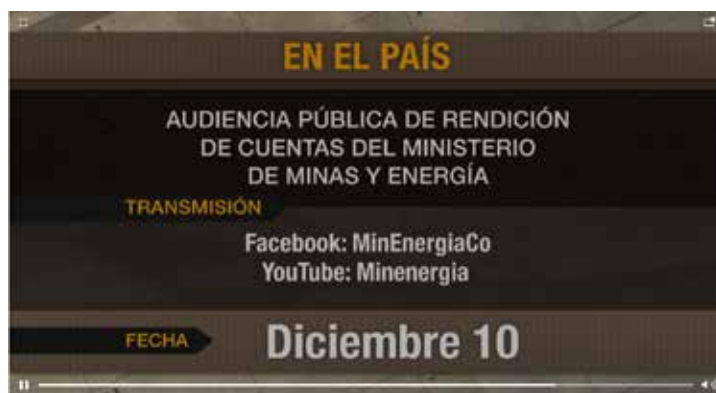 EN EL PAÍS
AUDIENCIA PÚBLICA DE RENDICIÓN
DE CUENTAS DEL MINISTERIO
DE MINAS Y ENERGÍA
TRANSMISIÓN
Facebook: MinEnergiaCo
YouTube: Minenergia
FECHA
Diciembre 10